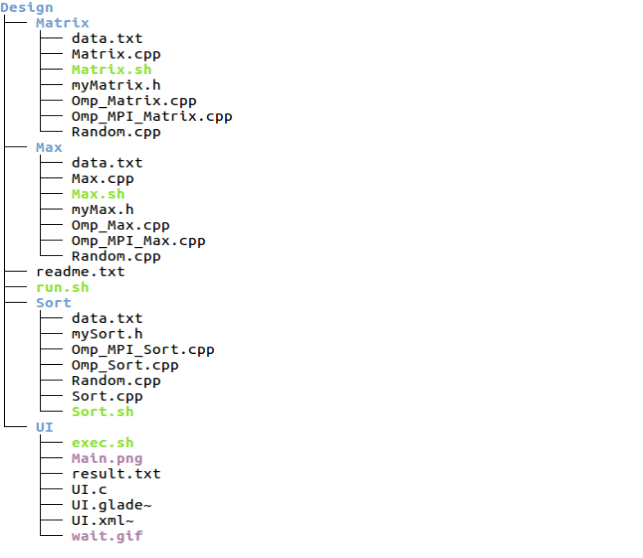 Design
Matrix
data.txt
Matrix.cpp
Matrix.sh
myMatrix.h
Omp_Matrix.cpp
Omp_MPI_Matrix.cpp
Random.cpp
Max
data.txt
Max.cpp
Max.sh
myMax.h
Omp_Max.cpp
Omp_MPI_Max.cpp
Random.cpp
readme.txt
run.sh
Sort
data.txt
mySort.h
Omp_MPI_Sort.cpp
Omp_Sort.cpp
Random.cpp
Sort.cpp
Sort.sh
UI
exec.sh
Main.png
result.txt
UI.c
UI.glade~
UI.xml~
wait.gif